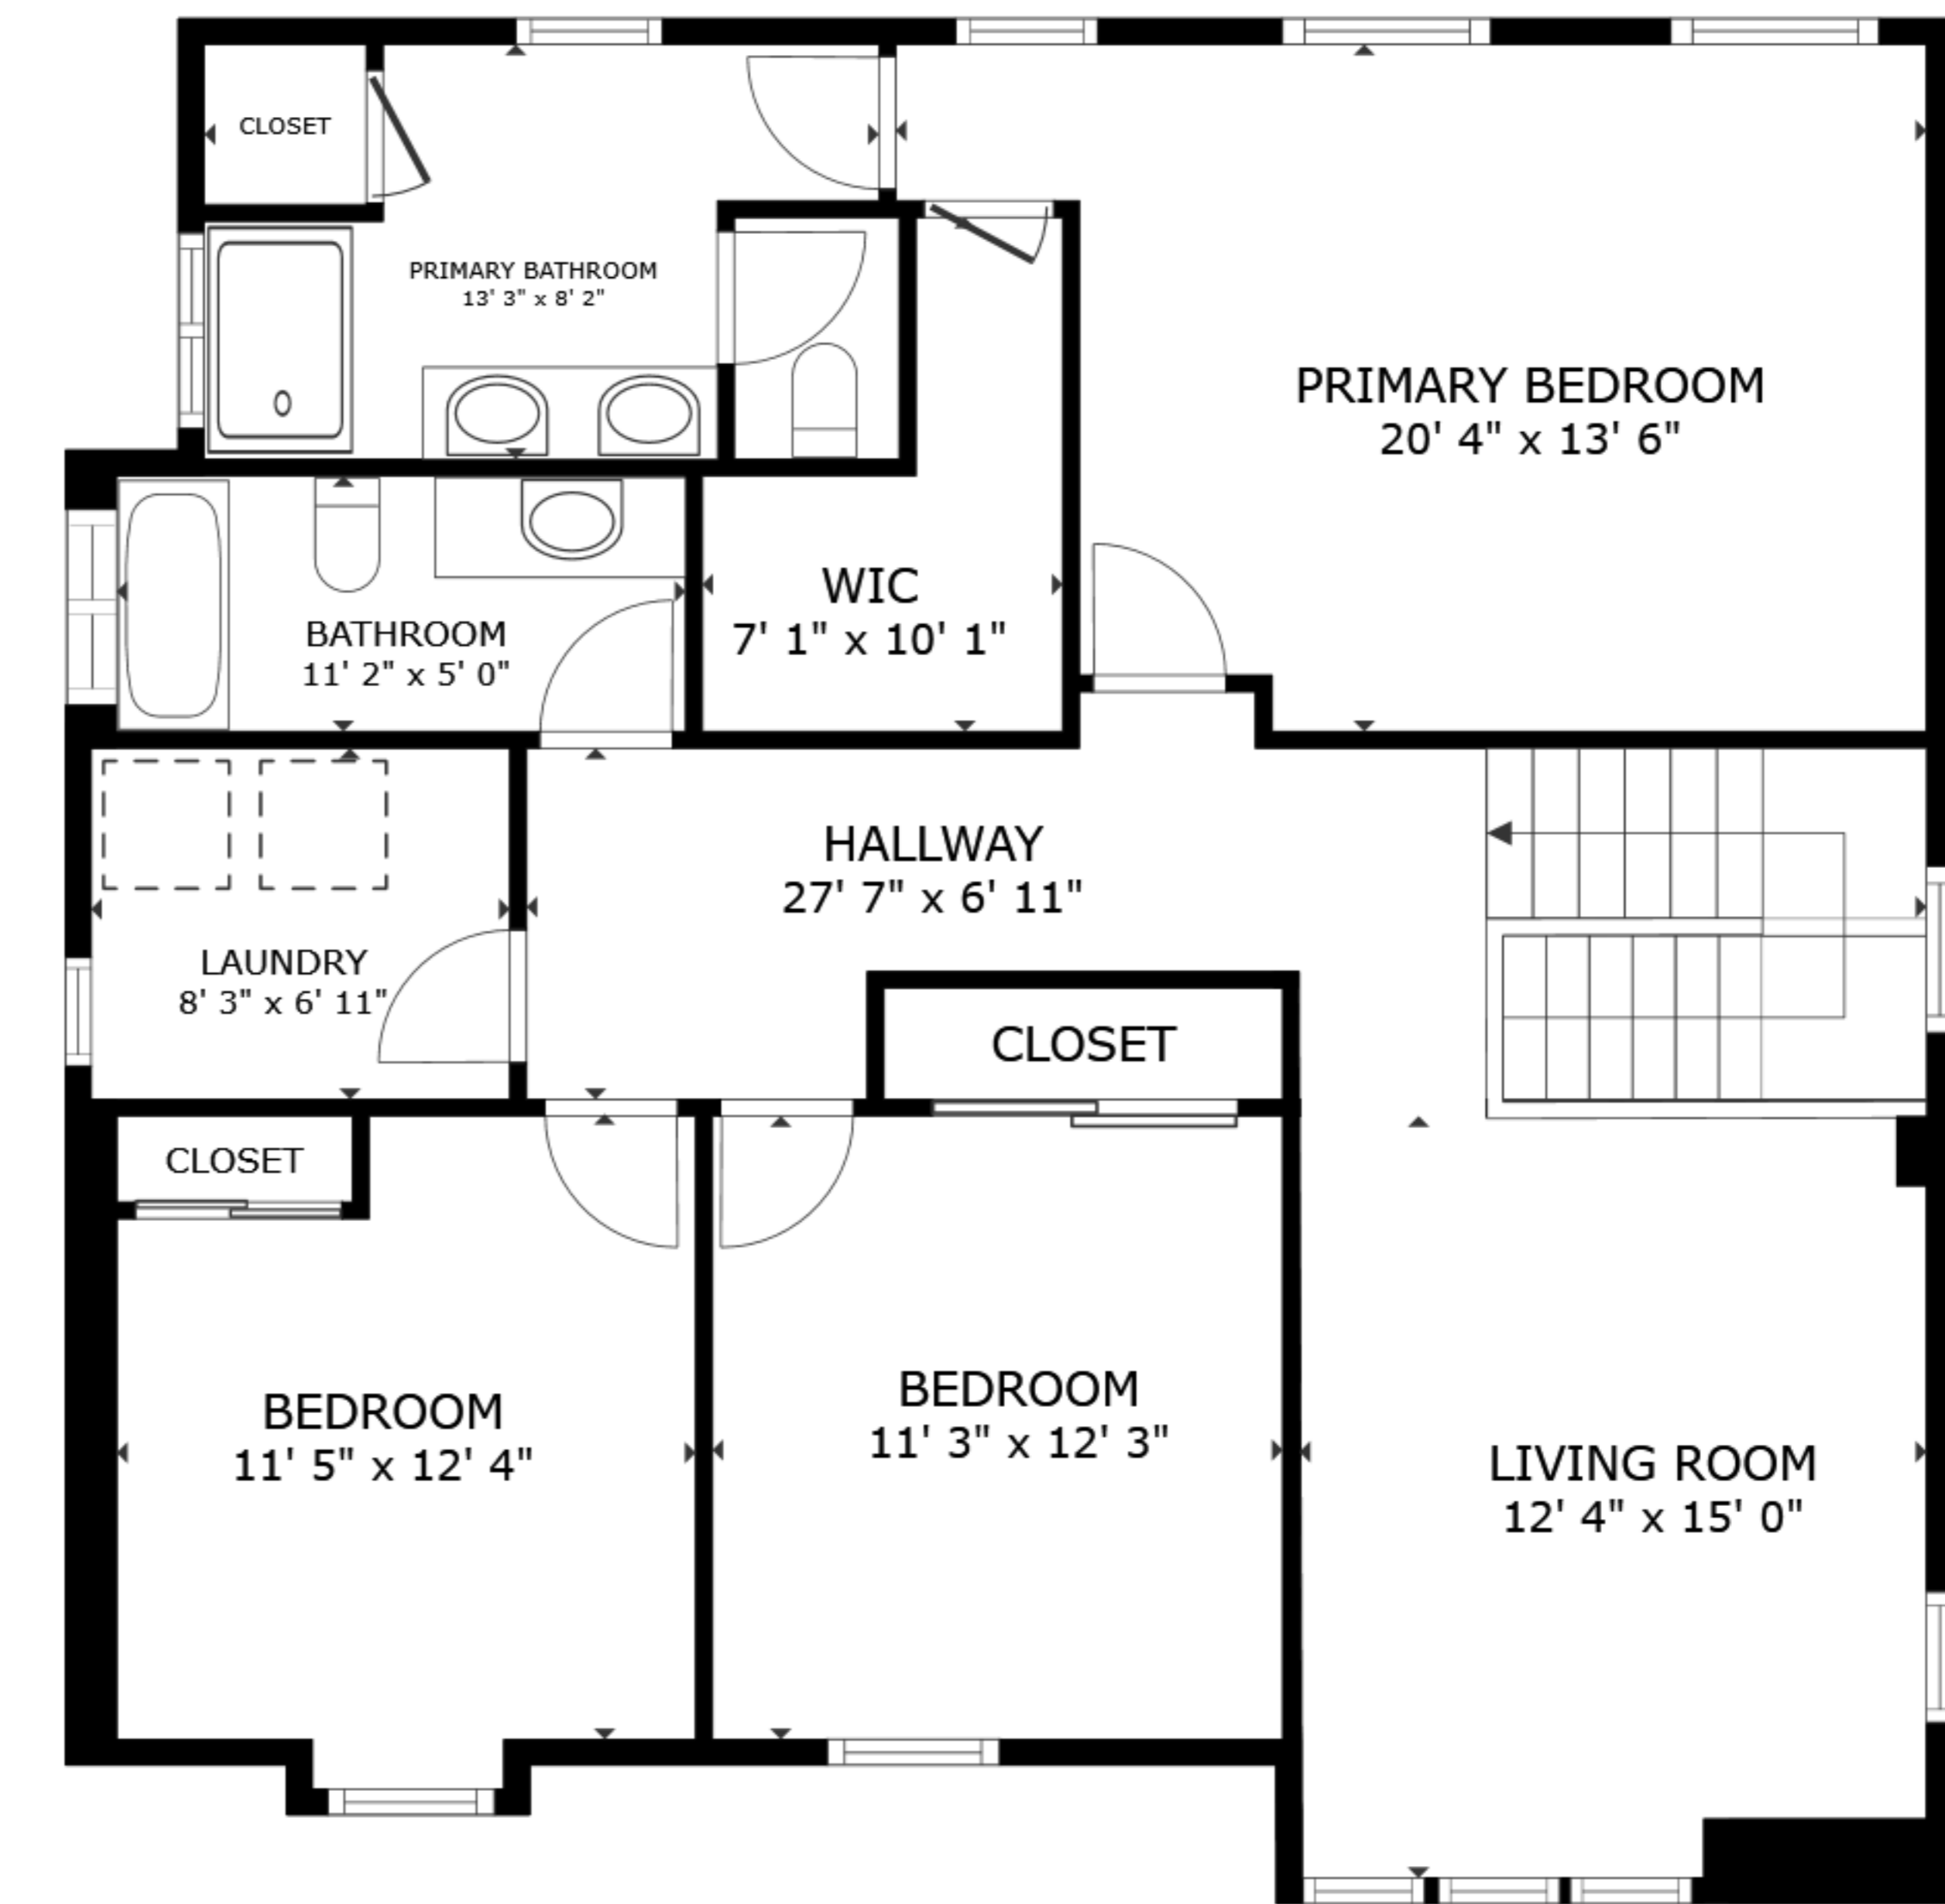 CLOSET
PRIMARY BATHROOM
13' 3" x 8' 2"
PRIMARY BEDROOM
20' 4" x 13' 6"
WIC
7' 1" x 10' 1"
BATHROOM
11' 2" x 5' 0"
HALLWAY
27' 7" x 6' 11"
LAUNDRY
8' 3" x 6' 11"
CLOSET
CLOSET
BEDROOM
11' 5" x 12' 4"
BEDROOM
11' 3" x 12' 3"
LIVING ROOM
12' 4" x 15' 0"